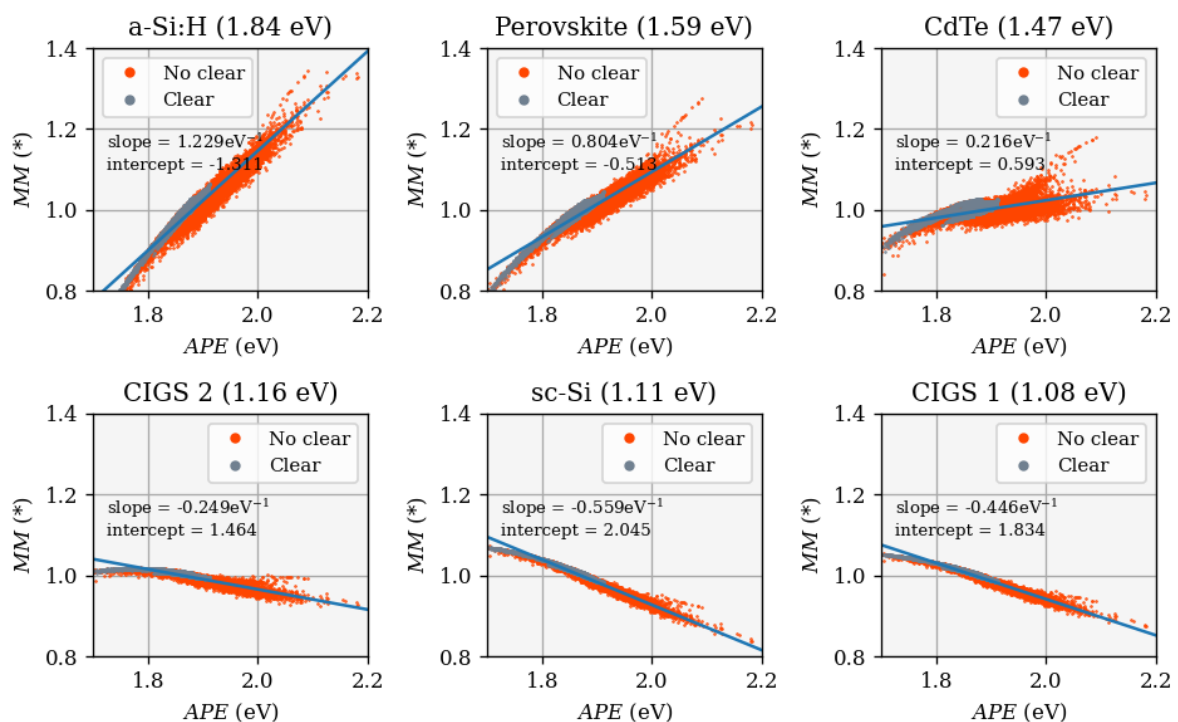 a-Si:H (1.84 eV)
1.4
1.2
1.0
0.8
MM (*)
No clear
Clear
slope = 1.229eV⁻¹
intercept = -1.311
1.8
2.0
2.2
APE (eV)
Perovskite (1.59 eV)
1.4
1.2
1.0
0.8
MM (*)
No clear
Clear
slope = 0.804eV⁻¹
intercept = -0.513
1.8
2.0
2.2
APE (eV)
CdTe (1.47 eV)
1.4
1.2
1.0
0.8
MM (*)
No clear
Clear
slope = 0.216eV⁻¹
intercept = 0.593
1.8
2.0
2.2
APE (eV)
CIGS 2 (1.16 eV)
1.4
1.2
1.0
0.8
MM (*)
No clear
Clear
slope = -0.249eV⁻¹
intercept = 1.464
1.8
2.0
2.2
APE (eV)
sc-Si (1.11 eV)
1.4
1.2
1.0
0.8
MM (*)
No clear
Clear
slope = -0.559eV⁻¹
intercept = 2.045
1.8
2.0
2.2
APE (eV)
CIGS 1 (1.08 eV)
1.4
1.2
1.0
0.8
MM (*)
No clear
Clear
slope = -0.446eV⁻¹
intercept = 1.834
1.8
2.0
2.2
APE (eV)